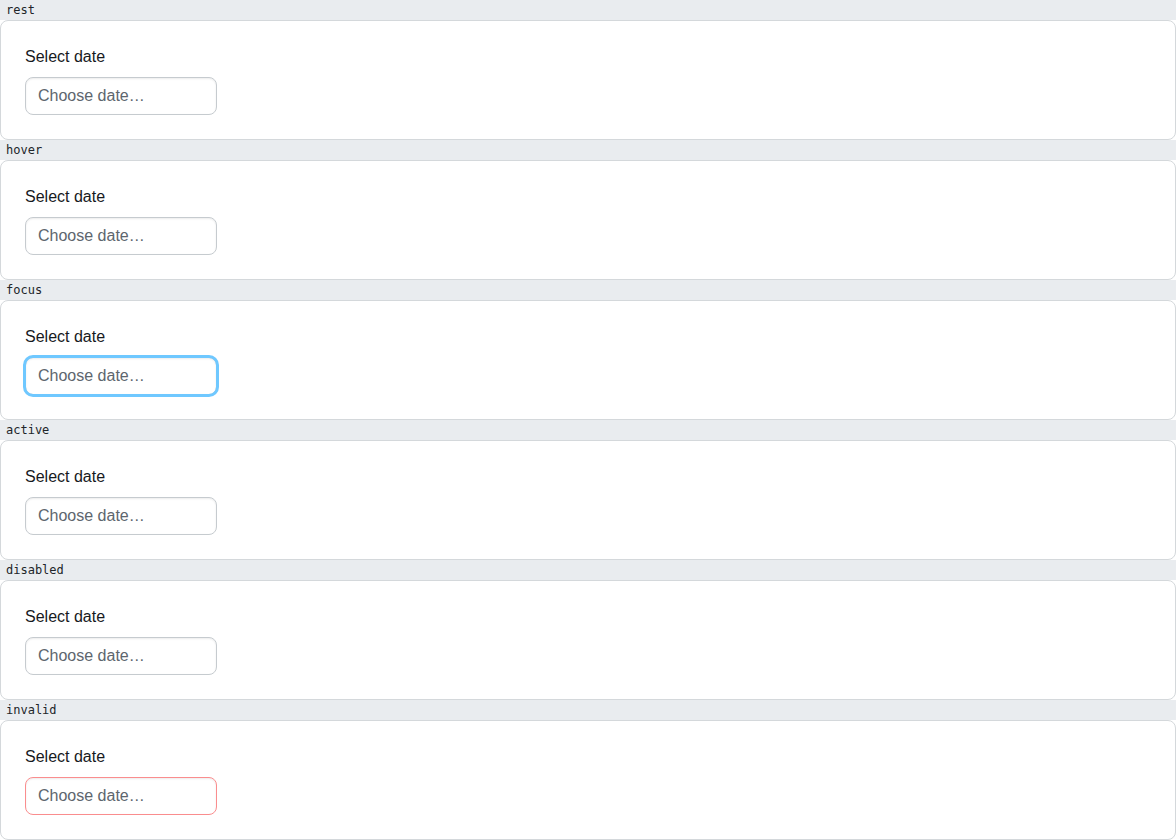 rest
Select date
Choose date…
hover
Select date
Choose date…
focus
Select date
Choose date…
active
Select date
Choose date…
disabled
Select date
Choose date…
invalid
Select date
Choose date…